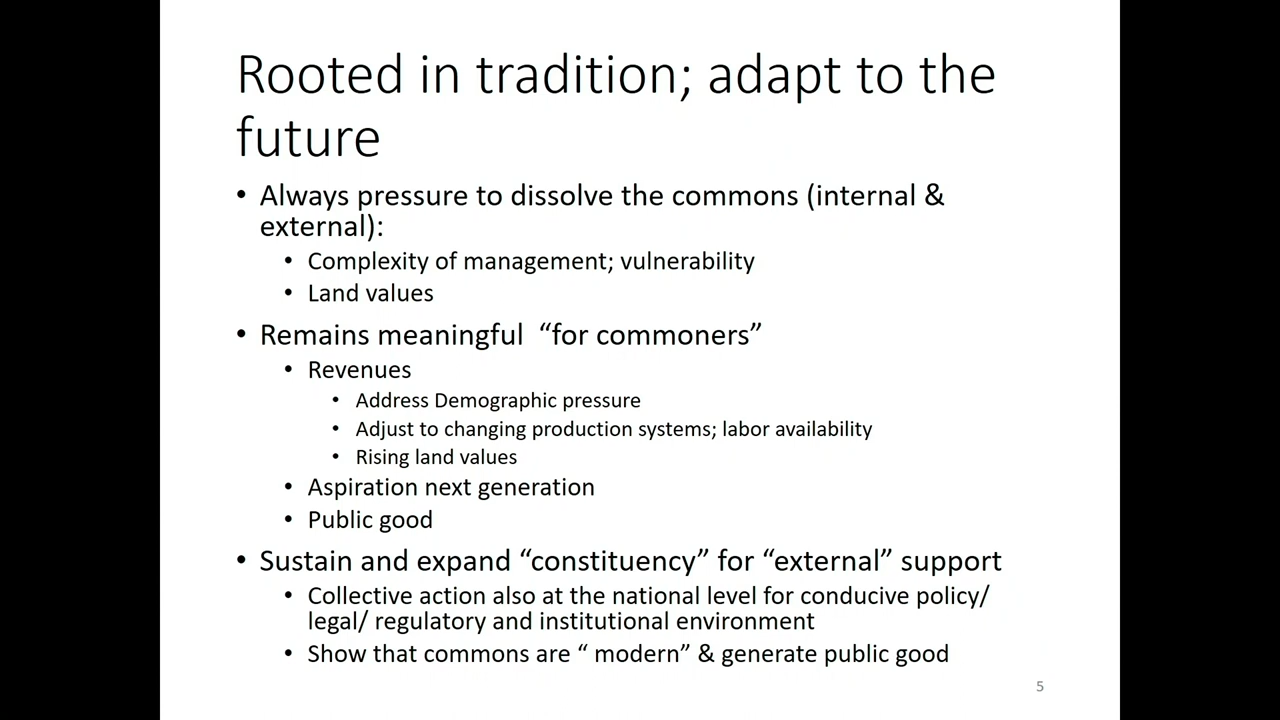 Rooted in tradition; adapt to the
future
• Always pressure to dissolve the commons (internal &
external):
• Complexity of management; vulnerability
• Land values
• Remains meaningful “for commoners”
• Revenues
• Address Demographic pressure
• Adjust to changing production systems; labor availability
• Rising land values
• Aspiration next generation
• Public good
• Sustain and expand “constituency” for “external” support
• Collective action also at the national level for conducive policy/
legal/ regulatory and institutional environment
• Show that commons are “ modern” & generate public good
5